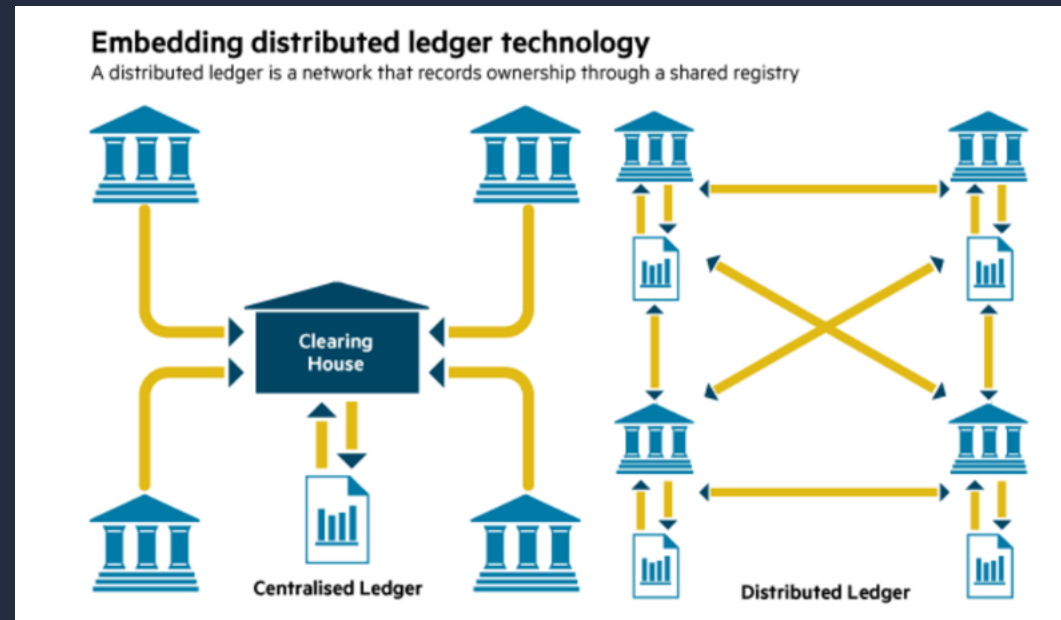 Embedding distributed ledger technology
A distributed ledger is a network that records ownership through a shared registry
Clearing
House
Centralised Ledger
Distributed Ledger